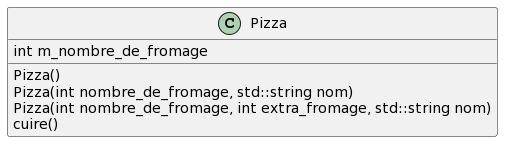 C Pizza
int m_nombre_de_fromage
Pizza()
Pizza(int nombre_de_fromage, std::string nom)
Pizza(int nombre_de_fromage, int extra_fromage, std::string nom)
cuire()